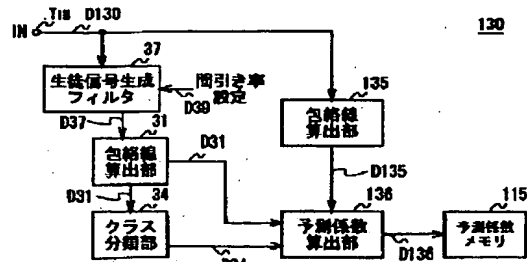 IN TIN D130
130
37
生徒信号生成
フィルタ
間引き率
設定
D39
135
包絡線
算出部
D37
31
包絡線
算出部
D31
D135
D31
34
136
115
クラス
分類部
予測係数
算出部
予測係数
メモリ
D136